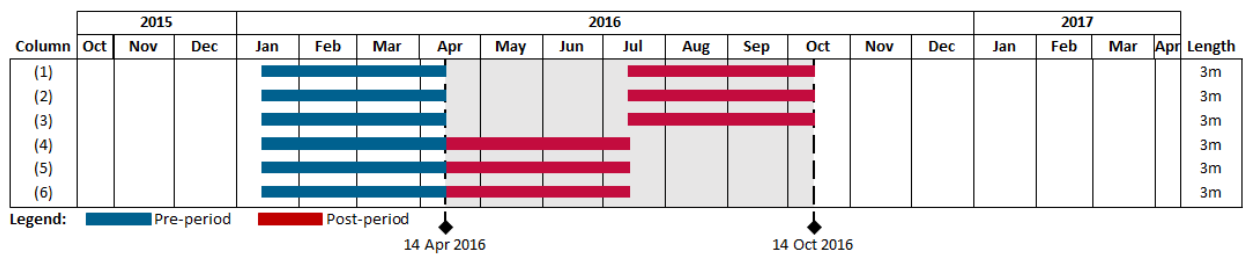 2015 2016 2017
Column Oct Nov Dec Jan Feb Mar Apr May Jun Jul Aug Sep Oct Nov Dec Jan Feb Mar Apr Length
(1) 3m
(2) 3m
(3) 3m
(4) 3m
(5) 3m
(6) 3m
Legend: Pre-period Post-period
14 Apr 2016 14 Oct 2016